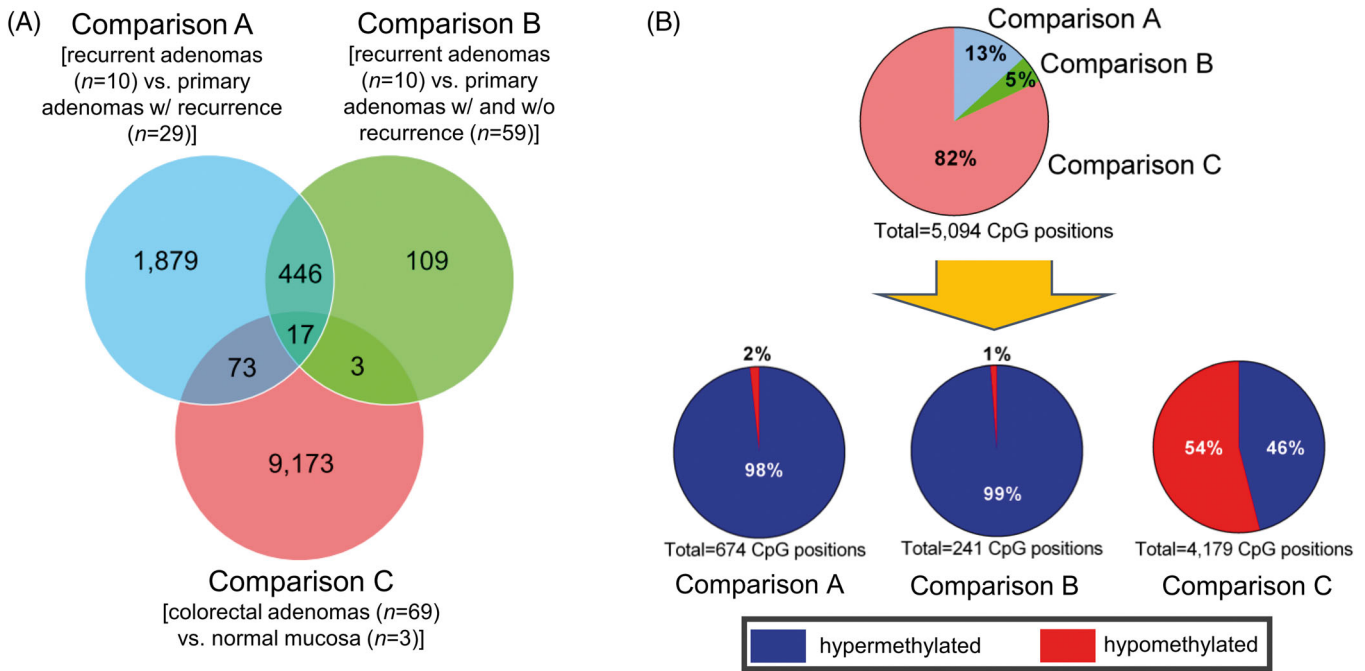 (A)
Comparison A
[recurrent adenomas
(n=10) vs. primary
adenomas w/ recurrence
(n=29)]
Comparison B
[recurrent adenomas
(n=10) vs. primary
adenomas w/ and w/o
recurrence (n=59)]
1,879
446
109
17
73
3
9,173
Comparison C
[colorectal adenomas (n=69)
vs. normal mucosa (n=3)]
(B)
Comparison A
13%
Comparison B
5%
82%
Comparison C
Total=5,094 CpG positions
2%
98%
Total=674 CpG positions
Comparison A
1%
99%
Total=241 CpG positions
Comparison B
54%
46%
Total=4,179 CpG positions
Comparison C
hypermethylated
hypomethylated